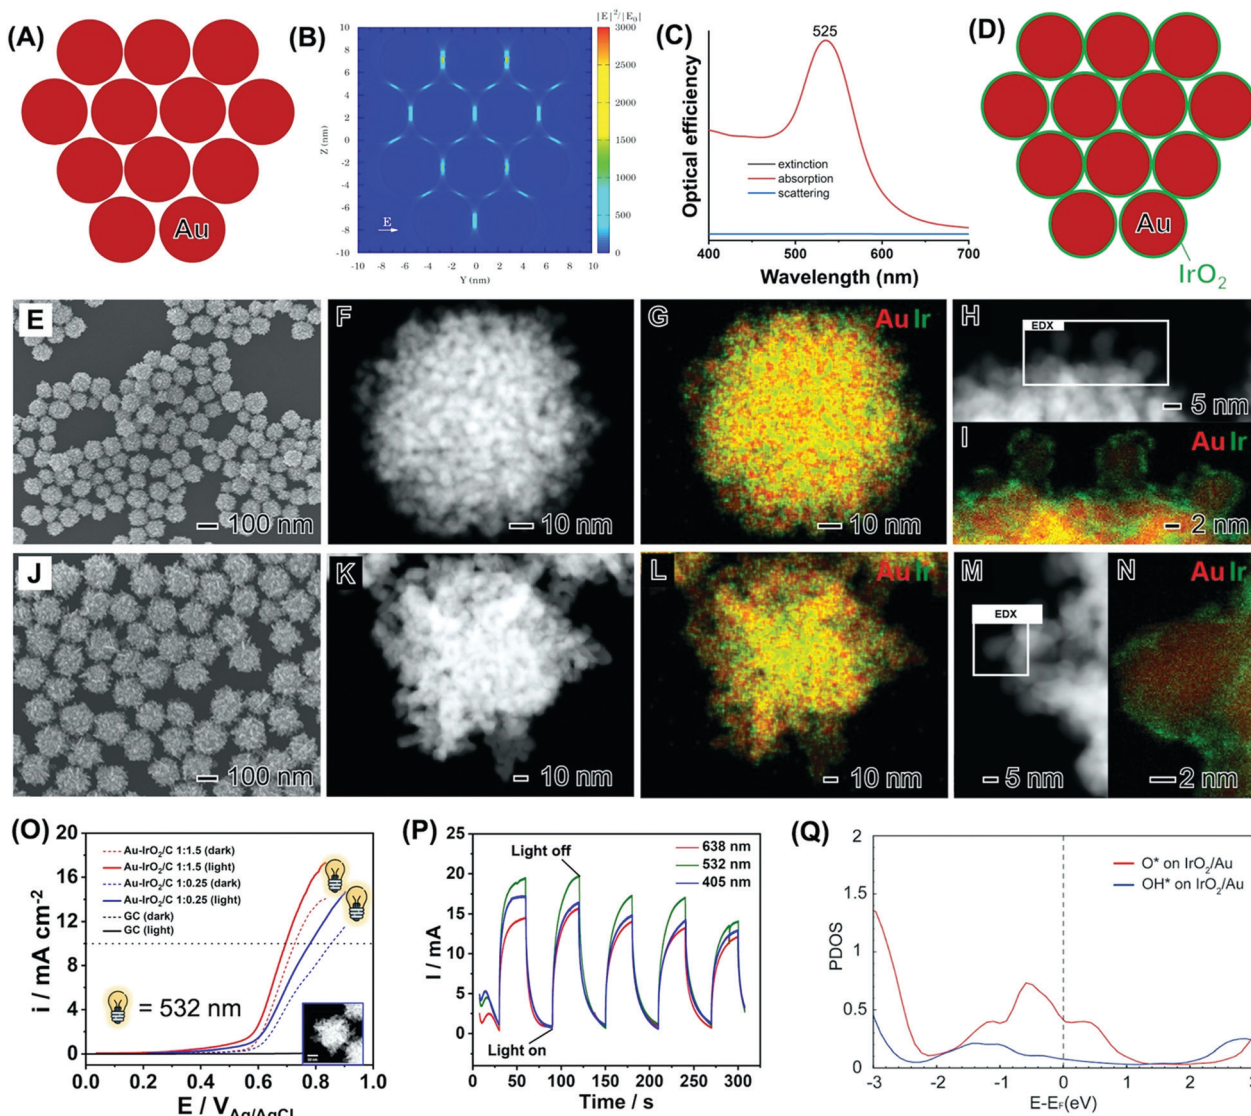 (A)
Au
(B)
|E|²/|E₀|
10
8
6
4
2
0
-2
-4
-6
-8
10
Z (nm)
-10 -8 -6 -4 -2 0 2 4 6 8 10
Y (nm)
E
3000
2500
2000
1500
1000
500
0
(C)
525
Optical efficiency
extinction
absorption
scattering
400 500 600 700
Wavelength (nm)
(D)
Au
IrO₂
E
100 nm
F
10 nm
G
Au Ir
10 nm
H
EDX
5 nm
I
Au Ir
2 nm
J
100 nm
K
10 nm
L
Au Ir
10 nm
M
EDX
5 nm
N
Au Ir
2 nm
(O)
20
16
12
8
4
0
i / mA cm⁻²
Au-IrO₂/C 1:1.5 (dark)
Au-IrO₂/C 1:1.5 (light)
Au-IrO₂/C 1:0.25 (dark)
Au-IrO₂/C 1:0.25 (light)
GC (dark)
GC (light)
= 532 nm
0.0 0.2 0.4 0.6 0.8 1.0
E / V Ag/AgCl
(P)
25
20
15
10
5
0
I / mA
Light off
638 nm
532 nm
405 nm
Light on
0 50 100 150 200 250 300
Time / s
(Q)
2
1.5
1
0.5
0
PDOS
O* on IrO₂/Au
OH* on IrO₂/Au
-3 -2 -1 0 1 2 3
E-EF(eV)